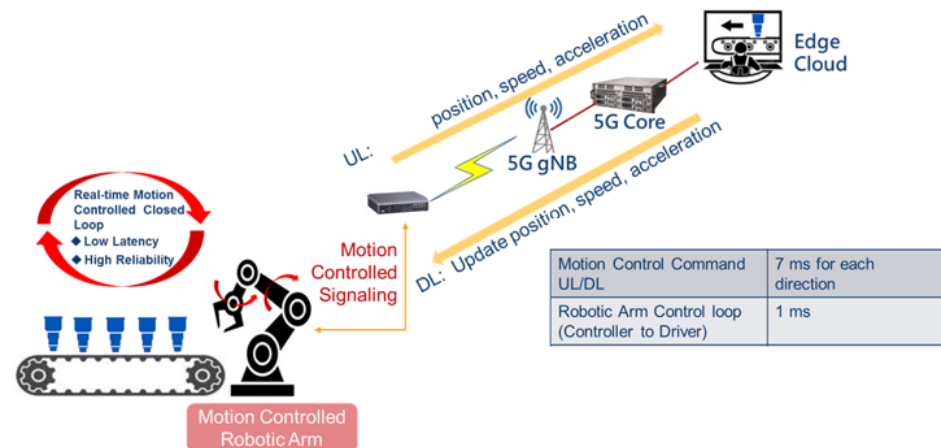 Edge
Cloud
5G Core
5G gNB
UL: position, speed, acceleration
DL: Update position, speed, acceleration
Real-time Motion
Controlled Closed
Loop
◆ Low Latency
◆ High Reliability
Motion
Controlled
Signaling
Motion Control Command
UL/DL
7 ms for each
direction
Robotic Arm Control loop
(Controller to Driver)
1 ms
Motion Controlled
Robotic Arm